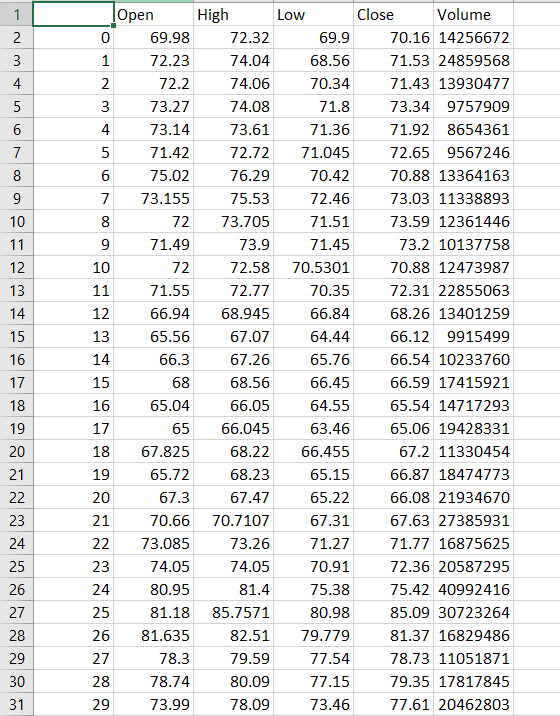 1 Open High Low Close Volume
2 0 69.98 72.32 69.9 70.16 14256672
3 1 72.23 74.04 68.56 71.53 24859568
4 2 72.2 74.06 70.34 71.43 13930477
5 3 73.27 74.08 71.8 73.34 9757909
6 4 73.14 73.61 71.36 71.92 8654361
7 5 71.42 72.72 71.045 72.65 9567246
8 6 75.02 76.29 70.42 70.88 13364163
9 7 73.155 75.53 72.46 73.03 11338893
10 8 72 73.705 71.51 73.59 12361446
11 9 71.49 73.9 71.45 73.2 10137758
12 10 72 72.58 70.5301 70.88 12473987
13 11 71.55 72.77 70.35 72.31 22855063
14 12 66.94 68.945 66.84 68.26 13401259
15 13 65.56 67.07 64.44 66.12 9915499
16 14 66.3 67.26 65.76 66.54 10233760
17 15 68 68.56 66.45 66.59 17415921
18 16 65.04 66.05 64.55 65.54 14717293
19 17 65 66.045 63.46 65.06 19428331
20 18 67.825 68.22 66.455 67.2 11330454
21 19 65.72 68.23 65.15 66.87 18474773
22 20 67.3 67.47 65.22 66.08 21934670
23 21 70.66 70.7107 67.31 67.63 27385931
24 22 73.085 73.26 71.27 71.77 16875625
25 23 74.05 74.05 70.91 72.36 20587295
26 24 80.95 81.4 75.38 75.42 40992416
27 25 81.18 85.7571 80.98 85.09 30723264
28 26 81.635 82.51 79.779 81.37 16829486
29 27 78.3 79.59 77.54 78.73 11051871
30 28 78.74 80.09 77.15 79.35 17817845
31 29 73.99 78.09 73.46 77.61 20462803